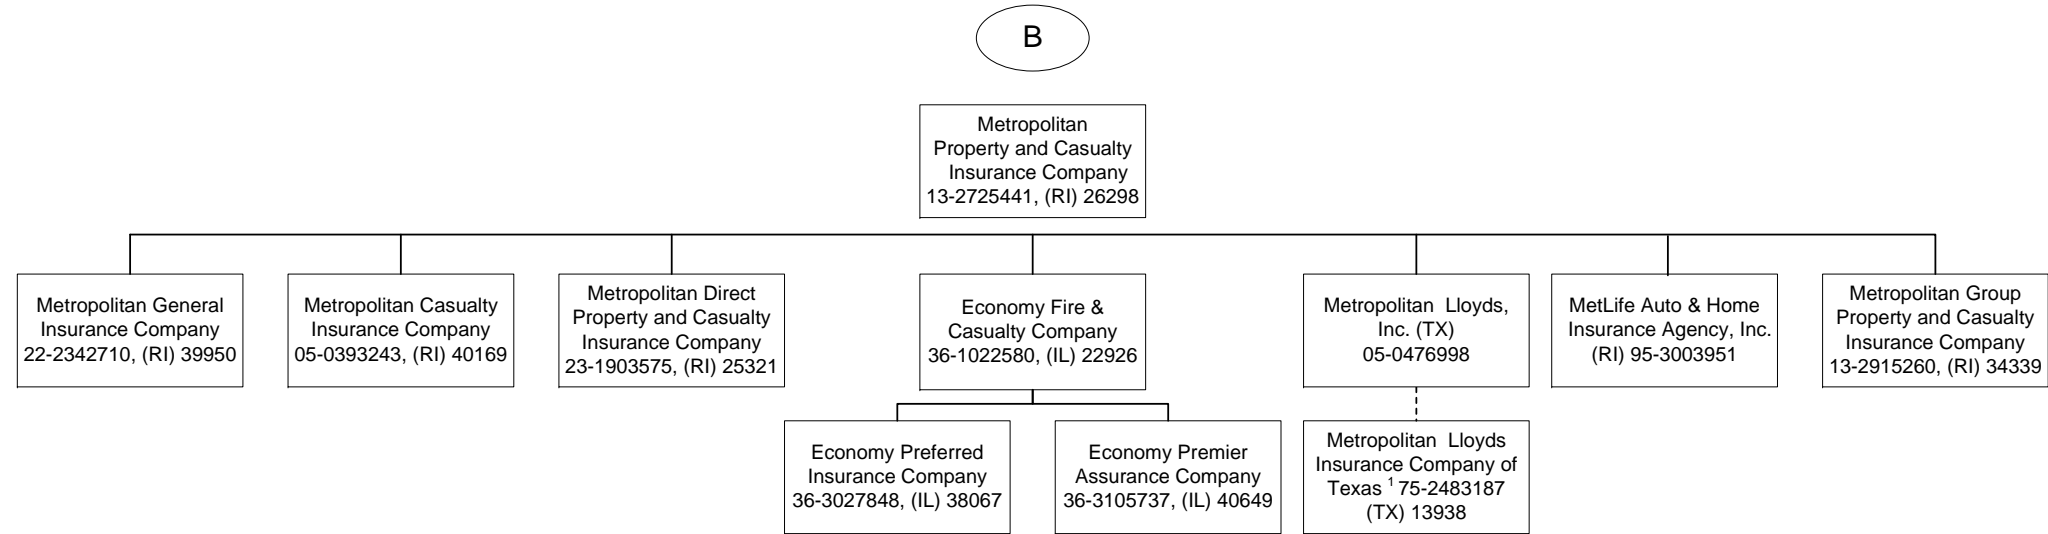 B
Metropolitan
Property and Casualty
Insurance Company
13-2725441, (RI) 26298
Metropolitan General
Insurance Company
22-2342710, (RI) 39950
Metropolitan Casualty
Insurance Company
05-0393243, (RI) 40169
Metropolitan Direct
Property and Casualty
Insurance Company
23-1903575, (RI) 25321
Economy Fire &
Casualty Company
36-1022580, (IL) 22926
Metropolitan Lloyds,
Inc. (TX)
05-0476998
MetLife Auto & Home
Insurance Agency, Inc.
(RI) 95-3003951
Metropolitan Group
Property and Casualty
Insurance Company
13-2915260, (RI) 34339
Economy Preferred
Insurance Company
36-3027848, (IL) 38067
Economy Premier
Assurance Company
36-3105737, (IL) 40649
Metropolitan Lloyds
Insurance Company of
Texas ¹ 75-2483187
(TX) 13938